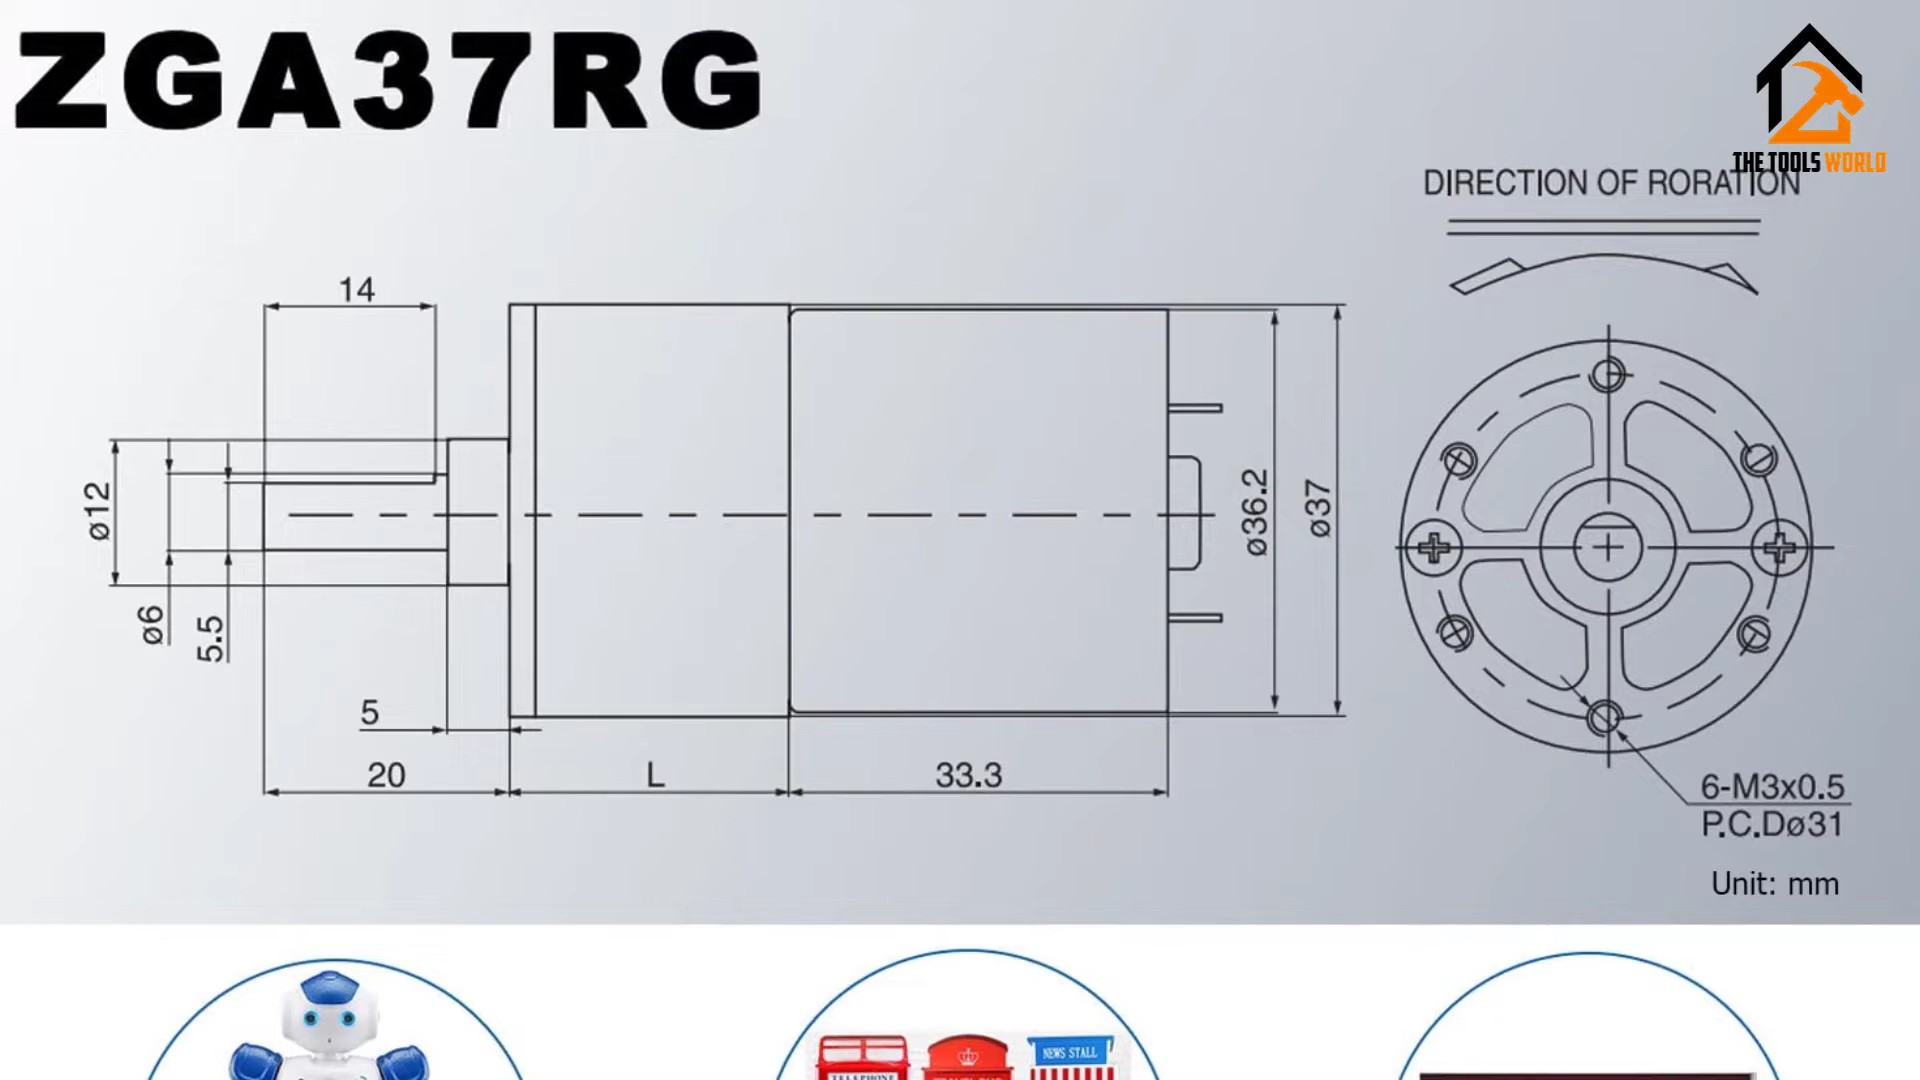 ZGA37RG
THE TOOLS WORLD
DIRECTION OF RORATION
14
ø12
ø6
5.5
5
20
L
33.3
ø36.2
ø37
6-M3x0.5
P.C.Dø31
Unit: mm
NEWS STALL
TELEPHONE